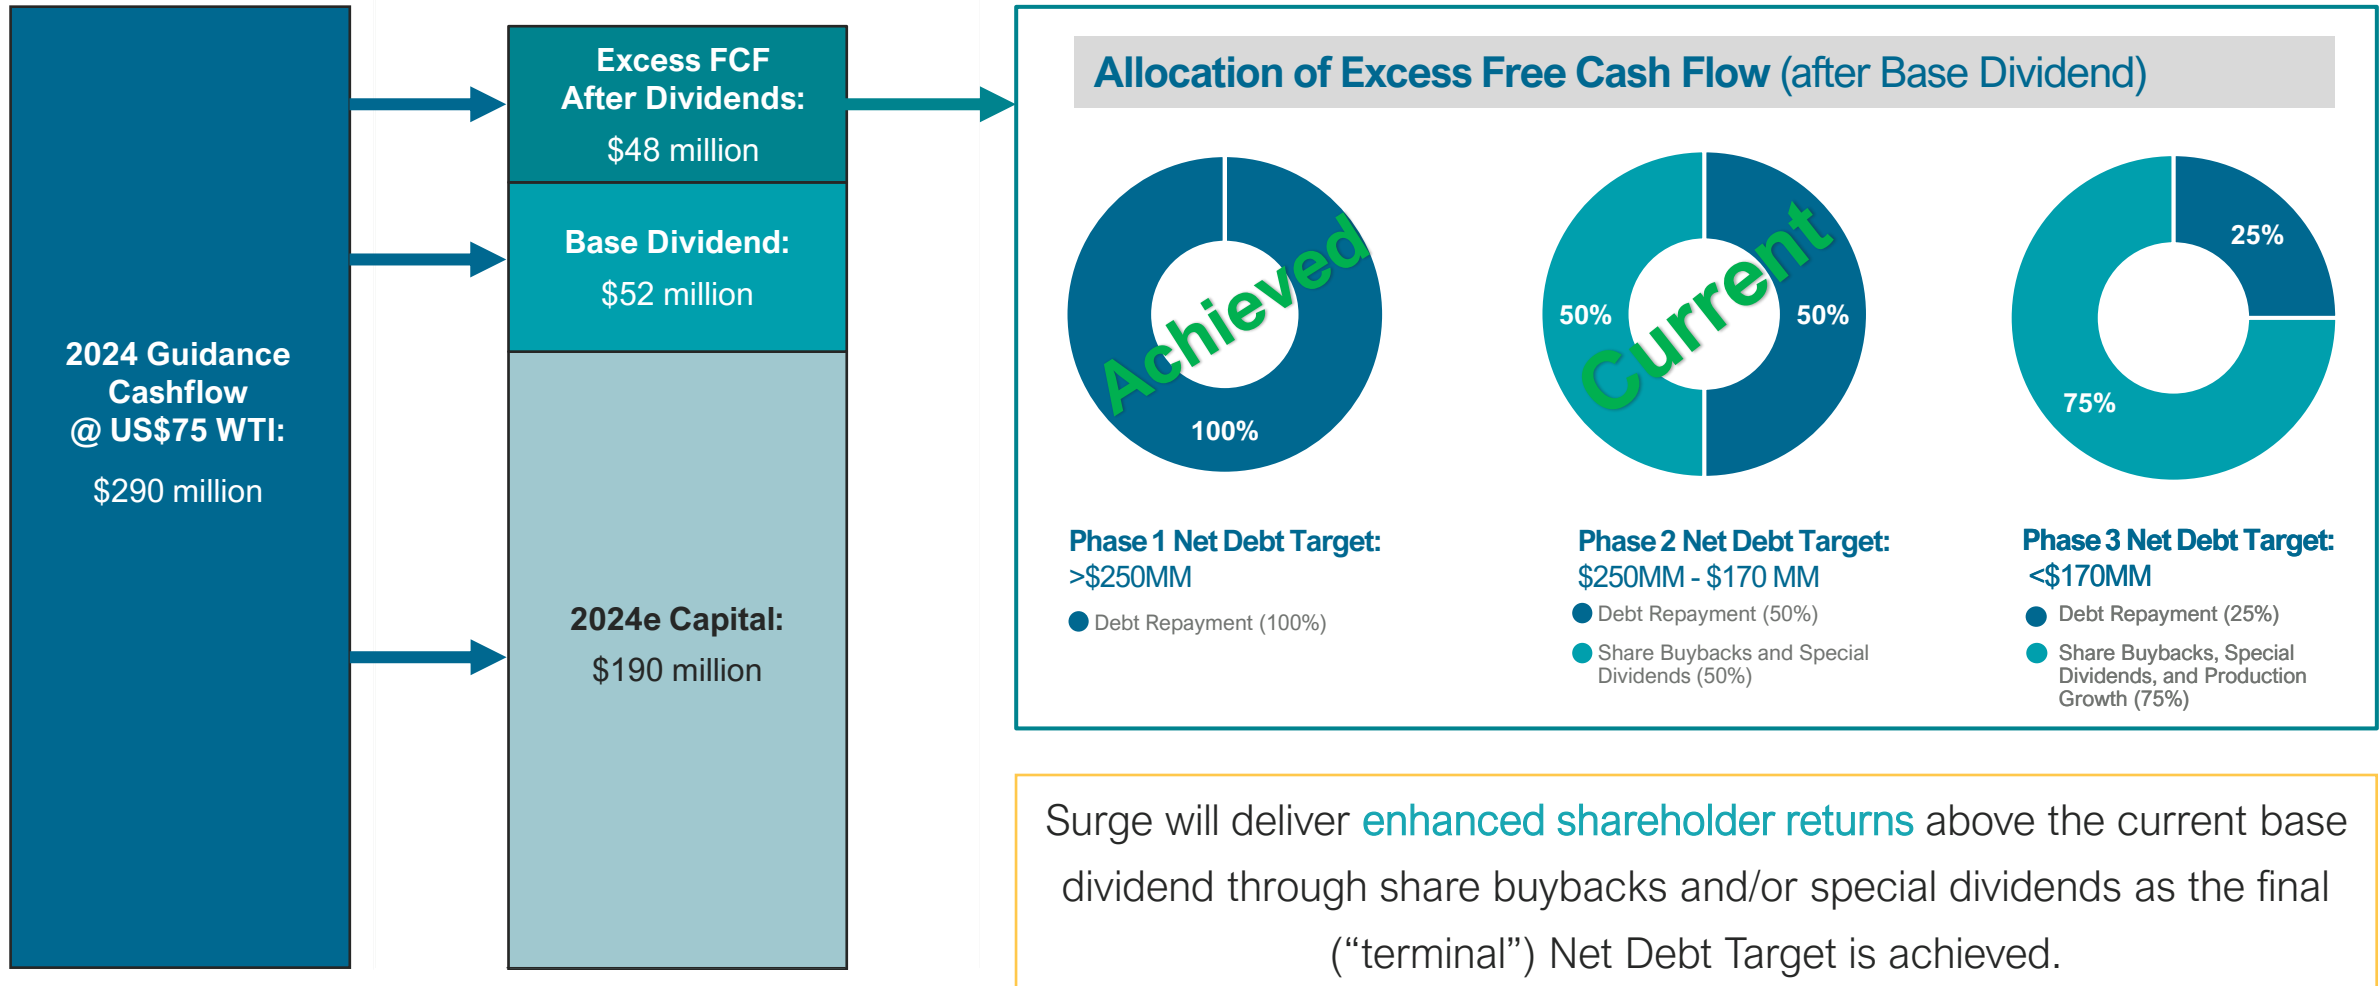 2024 Guidance
Cashflow
@ US$75 WTI:
$290 million
Excess FCF
After Dividends:
$48 million
Base Dividend:
$52 million
2024e Capital:
$190 million
Allocation of Excess Free Cash Flow (after Base Dividend)
Achieved
100%
Phase 1 Net Debt Target:
>$250MM
Debt Repayment (100%)
Current
50%
50%
Phase 2 Net Debt Target:
$250MM - $170 MM
Debt Repayment (50%)
Share Buybacks and Special
Dividends (50%)
25%
75%
Phase 3 Net Debt Target:
<$170MM
Debt Repayment (25%)
Share Buybacks, Special
Dividends, and Production
Growth (75%)
Surge will deliver enhanced shareholder returns above the current base
dividend through share buybacks and/or special dividends as the final
(“terminal”) Net Debt Target is achieved.